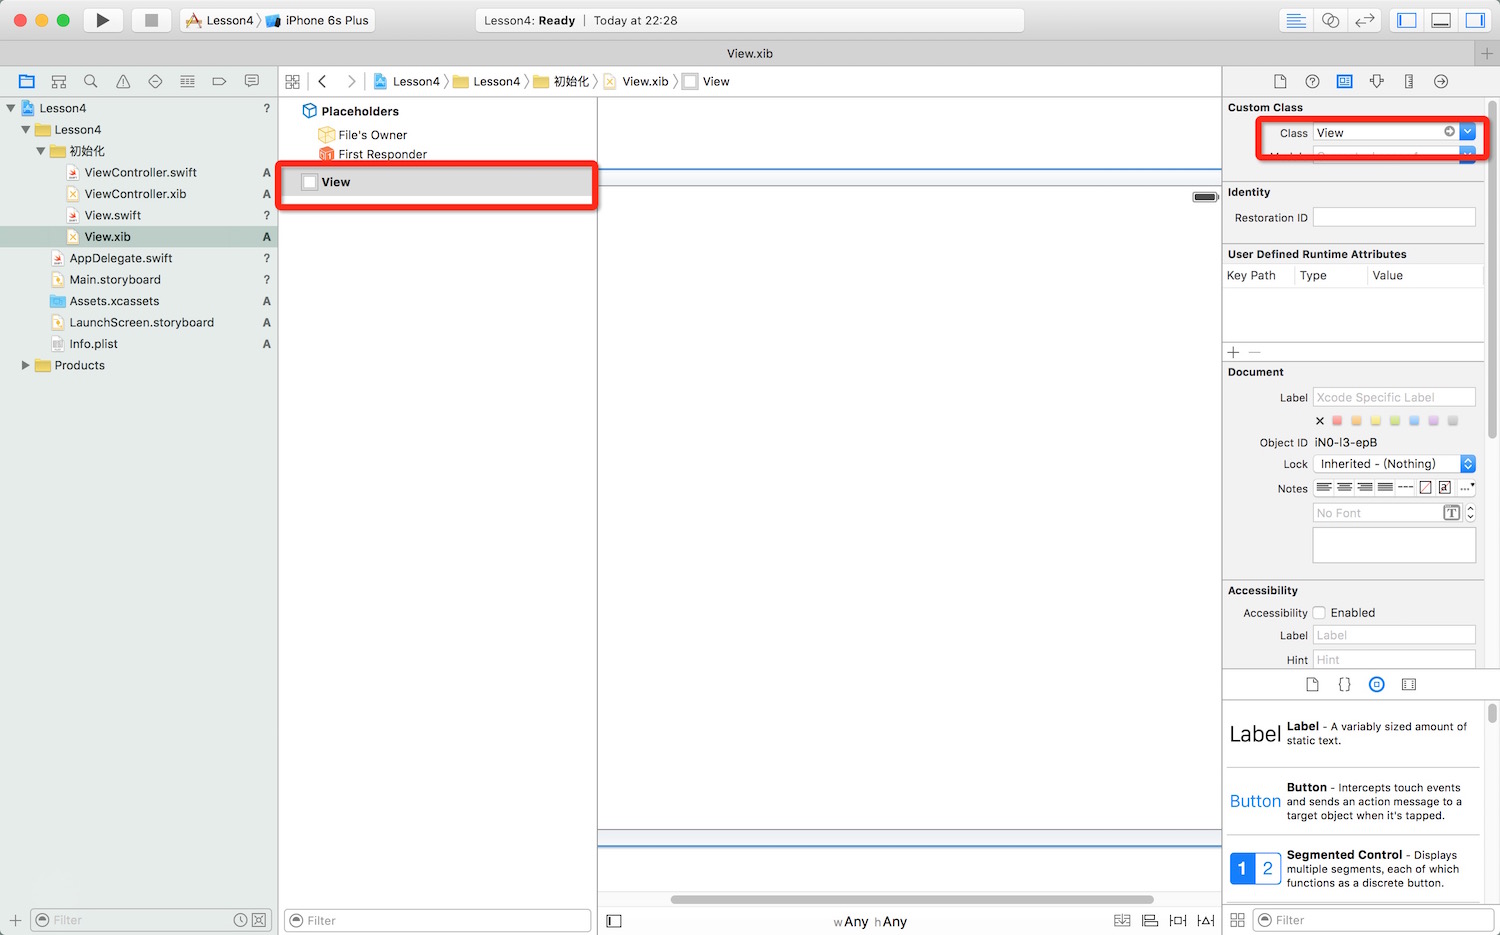 Lesson4 iPhone 6s Plus
Lesson4: Ready | Today at 22:28
View.xib
Lesson4 ?
Lesson4
初始化
ViewController.swift A
ViewController.xib A
View.swift ?
View.xib A
AppDelegate.swift ?
Main.storyboard ?
Assets.xcassets A
LaunchScreen.storyboard A
Info.plist A
Products
Filter
Lesson4 Lesson4 初始化 View.xib View
Placeholders
File's Owner
First Responder
View
Filter
wAny hAny
Custom Class
Class View
Identity
Restoration ID
User Defined Runtime Attributes
Key Path Type Value
Document
Label Xcode Specific Label
Object ID iN0-l3-epB
Lock Inherited - (Nothing)
Notes
No Font
Accessibility
Accessibility Enabled
Label Label
Hint Hint
Label Label - A variably sized amount of
static text.
Button Button - Intercepts touch events
and sends an action message to a
target object when it's tapped.
1 2 Segmented Control - Displays
multiple segments, each of which
functions as a discrete button.
Filter